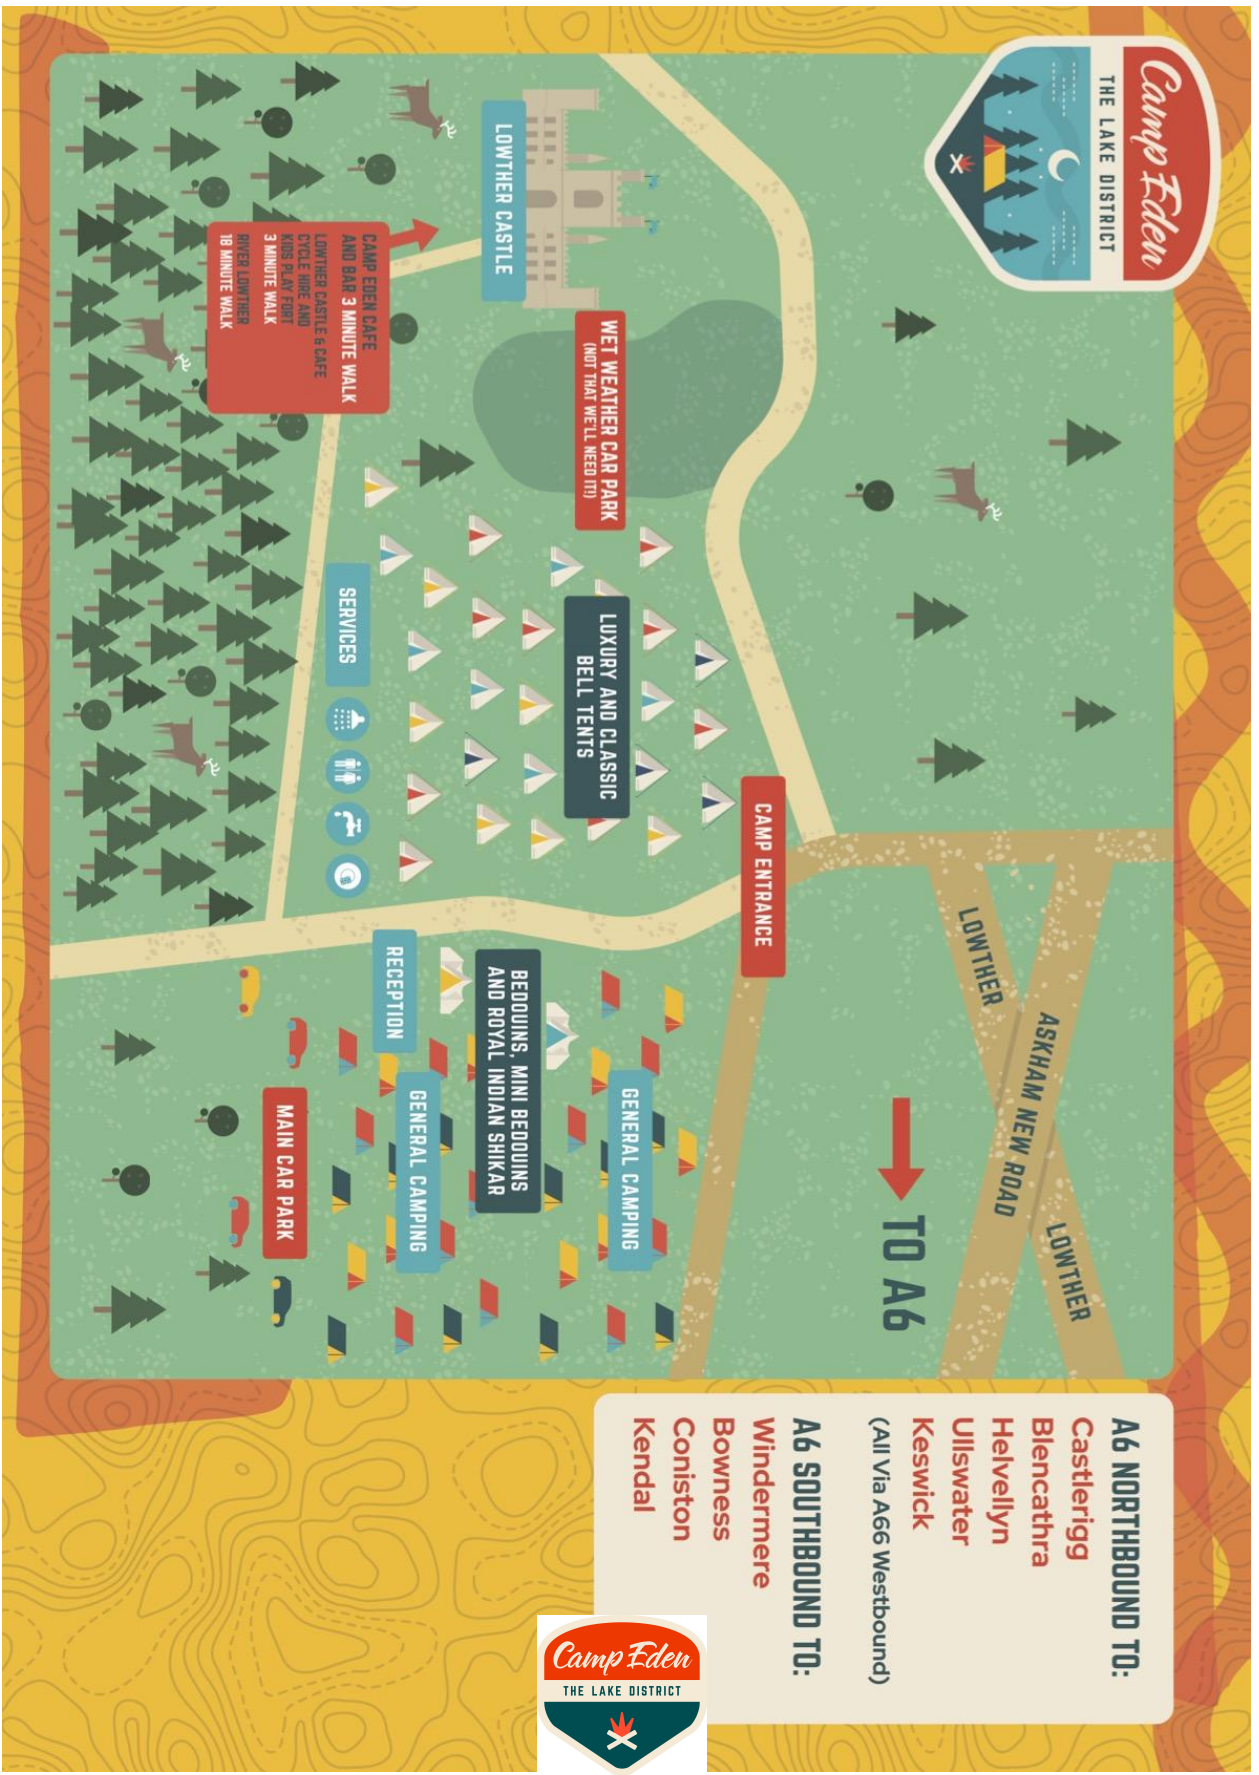 Camp Eden
THE LAKE DISTRICT
LOWTHER CASTLE
CAMP EDEN CAFE
AND BAR 3 MINUTE WALK
LOWTHER CASTLE & CAFE
CYCLE HIRE AND
KIDS PLAY FORT
3 MINUTE WALK
RIVER LOWTHER
18 MINUTE WALK
WET WEATHER CAR PARK
(NOT THAT WE'LL NEED IT!)
SERVICES
LUXURY AND CLASSIC
BELL TENTS
CAMP ENTRANCE
LOWTHER
ASKHAM NEW ROAD
LOWTHER
TO A6
RECEPTION
BEDOUINS, MINI BEDOUINS
AND ROYAL INDIAN SHIKAR
GENERAL CAMPING
GENERAL CAMPING
MAIN CAR PARK
A6 NORTHBOUND TO:
Castlerigg
Blencathra
Helvellyn
Ullswater
Keswick
(All Via A66 Westbound)
A6 SOUTHBOUND TO:
Windermere
Bowness
Coniston
Kendal
Camp Eden
THE LAKE DISTRICT